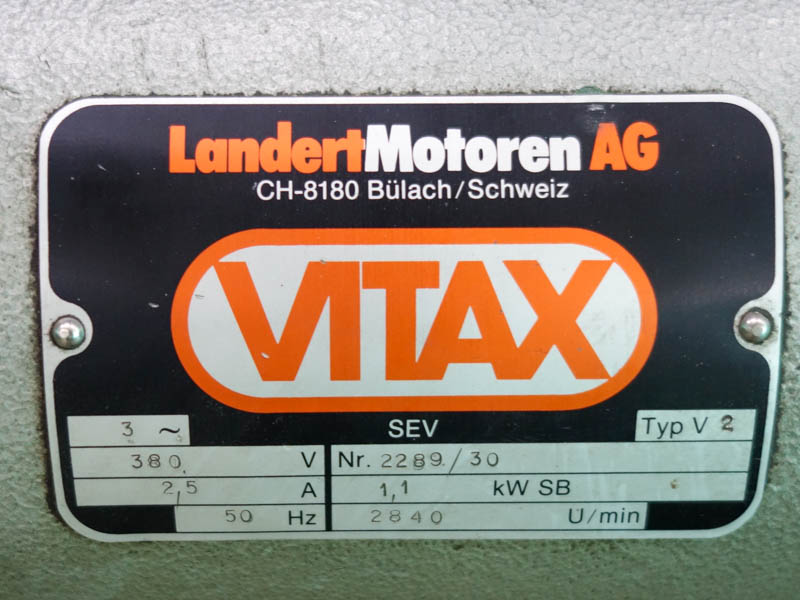 LandertMotoren AG
CH-8180 Bülach/Schweiz
VITAX
3 ~ SEV Typ V 2
380 V Nr. 2289/30
2,5 A 1,1 kW SB
50 Hz 2840 U/min